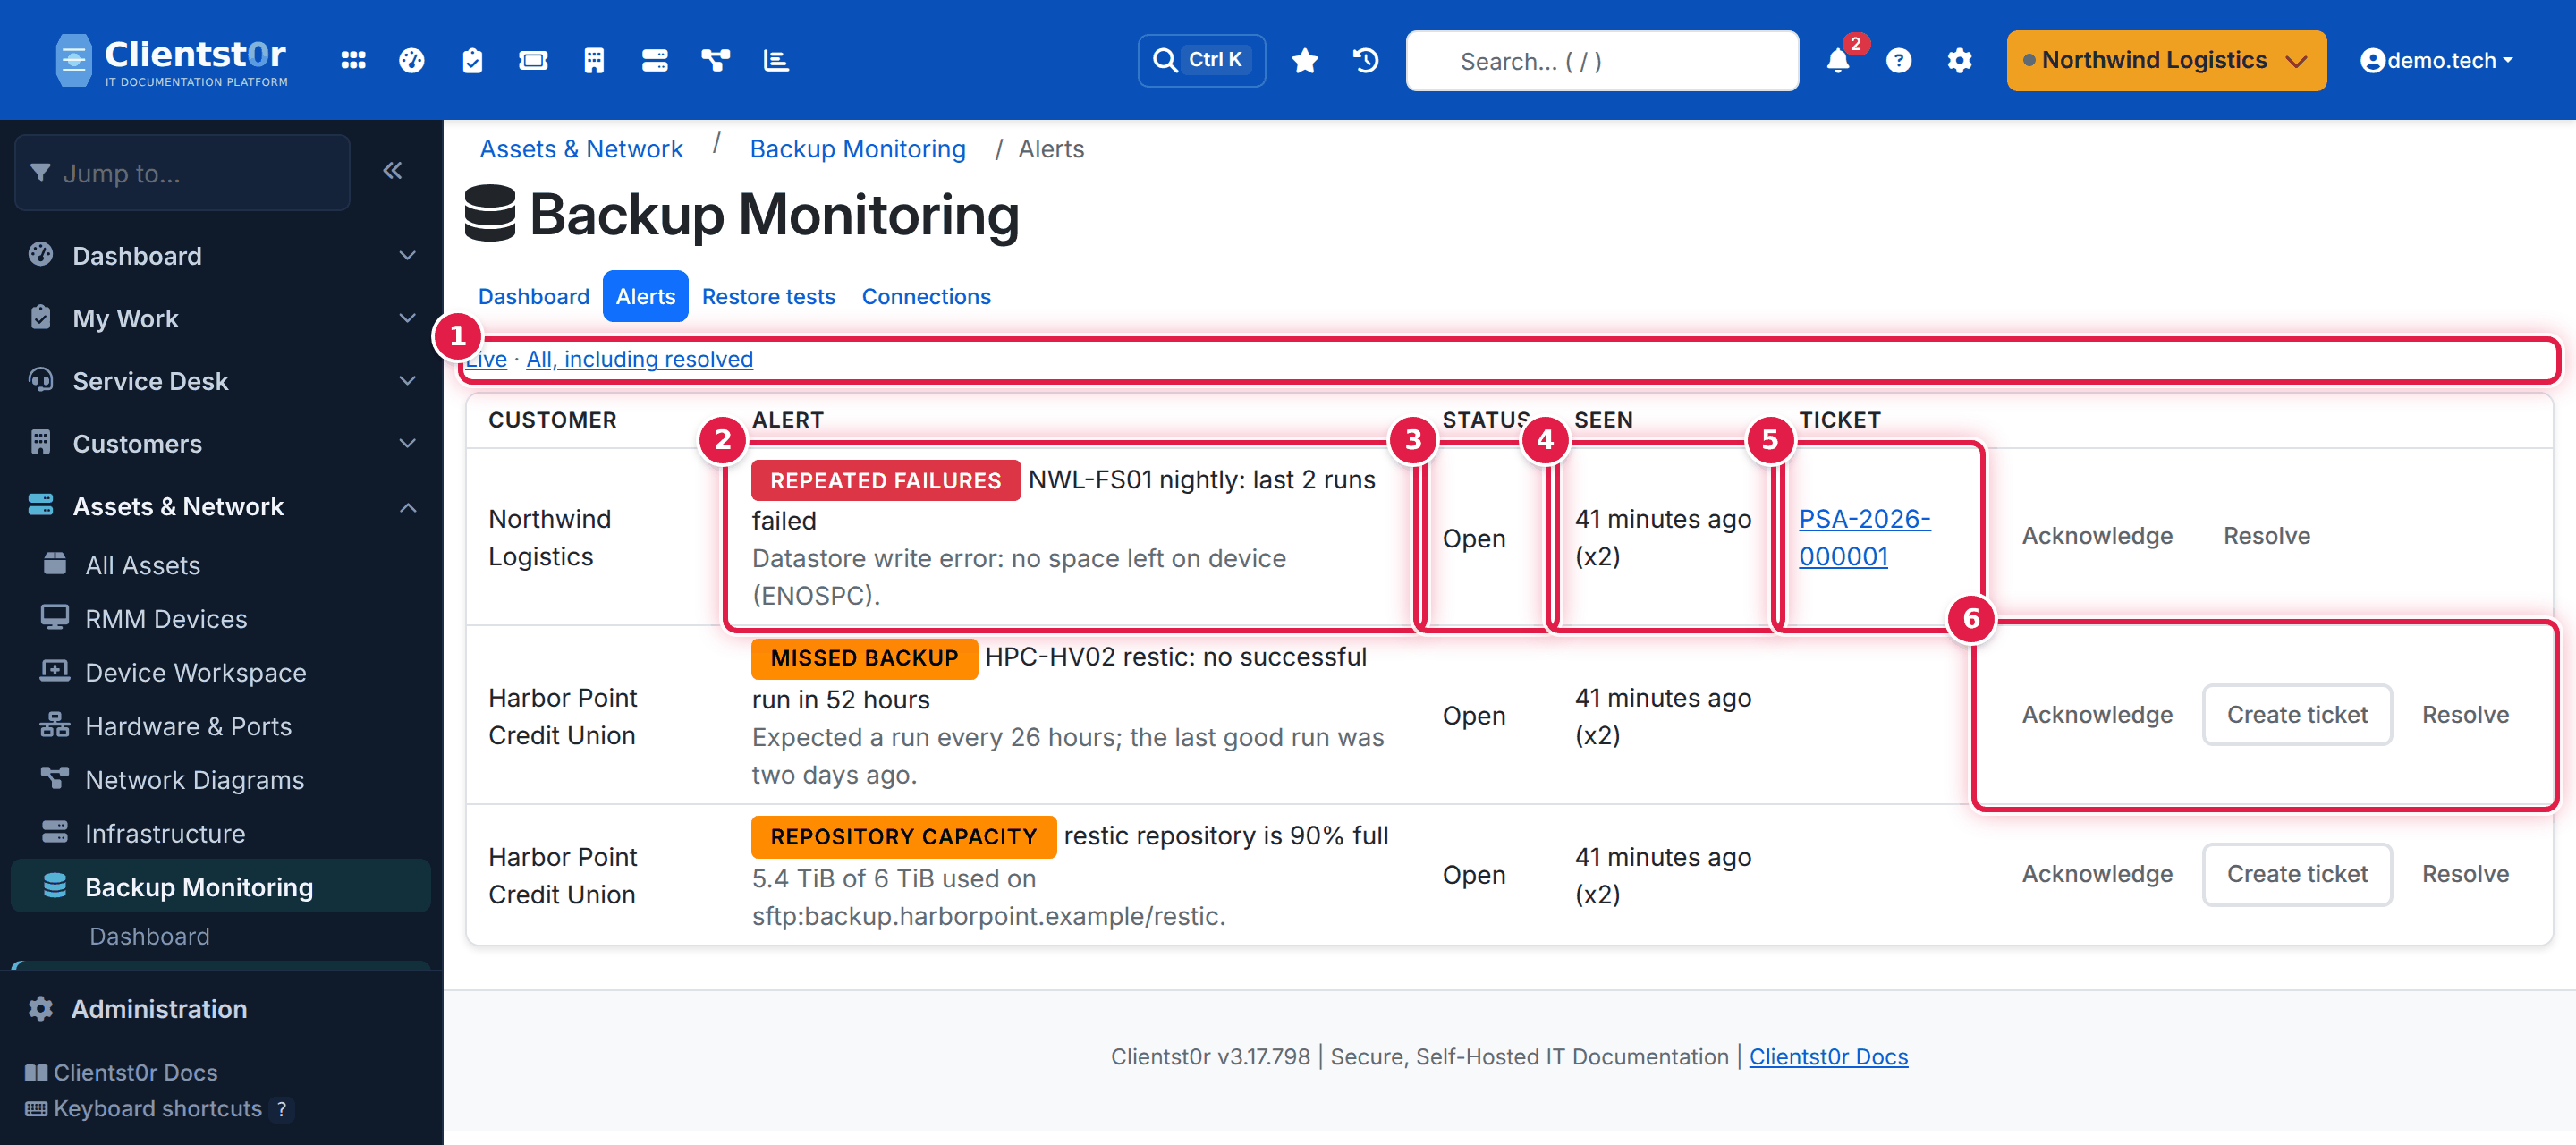 Clientst0r
IT DOCUMENTATION PLATFORM
Ctrl K
Search... ( / )
2
?
Northwind Logistics
demo.tech
Jump to...
Dashboard
My Work
Service Desk
Customers
Assets & Network
All Assets
RMM Devices
Device Workspace
Hardware & Ports
Network Diagrams
Infrastructure
Backup Monitoring
Dashboard
Administration
Clientst0r Docs
Keyboard shortcuts ?
Assets & Network / Backup Monitoring / Alerts
Backup Monitoring
Dashboard Alerts Restore tests Connections
1
Live · All, including resolved
CUSTOMER ALERT STATUS SEEN TICKET
2 3 4 5
Northwind
Logistics
REPEATED FAILURES NWL-FS01 nightly: last 2 runs
failed
Datastore write error: no space left on device
(ENOSPC).
Open
41 minutes ago
(x2)
PSA-2026-
000001
Acknowledge Resolve
6
Harbor Point
Credit Union
MISSED BACKUP HPC-HV02 restic: no successful
run in 52 hours
Expected a run every 26 hours; the last good run was
two days ago.
Open
41 minutes ago
(x2)
Acknowledge Create ticket Resolve
Harbor Point
Credit Union
REPOSITORY CAPACITY restic repository is 90% full
5.4 TiB of 6 TiB used on
sftp:backup.harborpoint.example/restic.
Open
41 minutes ago
(x2)
Acknowledge Create ticket Resolve
Clientst0r v3.17.798 | Secure, Self-Hosted IT Documentation | Clientst0r Docs